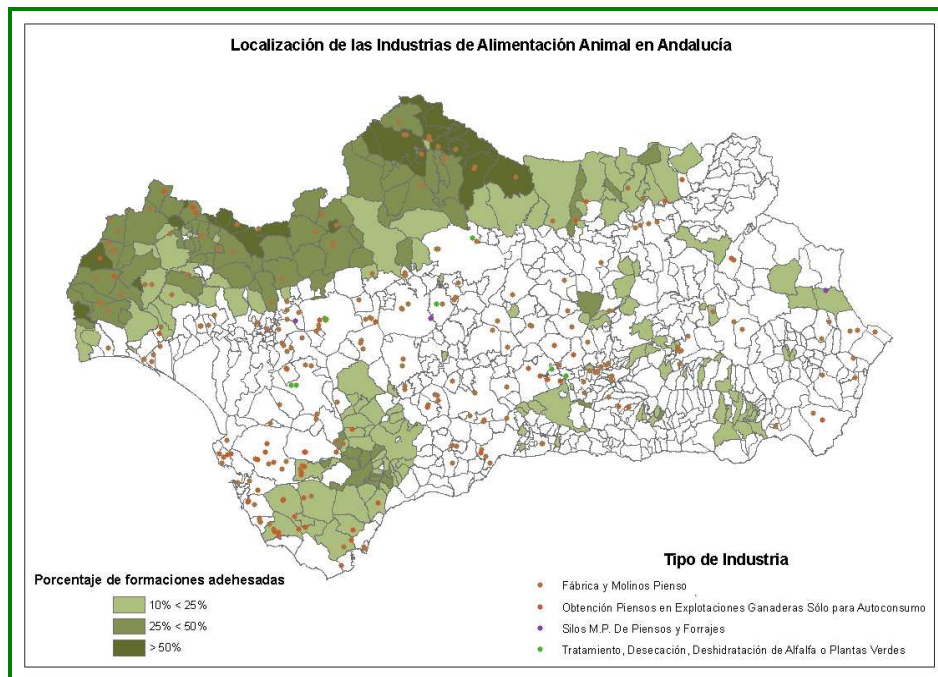 Localización de las Industrias de Alimentación Animal en Andalucía
Porcentaje de formaciones adehesadas
10% < 25%
25% < 50%
> 50%
Tipo de Industria
Fábrica y Molinos Pienso
Obtención Piensos en Explotaciones Ganaderas Sólo para Autoconsumo
Silos M.P. De Piensos y Forrajes
Tratamiento, Desecación, Deshidratación de Alfalfa o Plantas Verdes